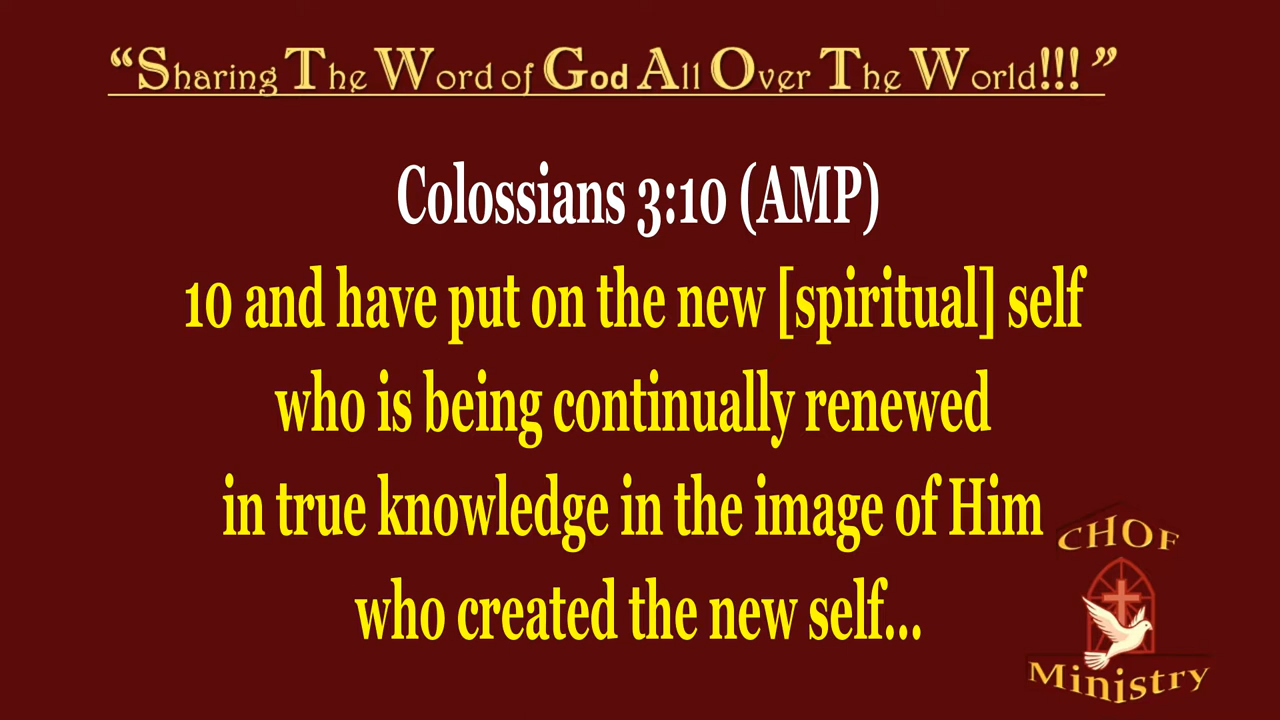 “Sharing The Word of God All Over The World!!!”
Colossians 3:10 (AMP)
10 and have put on the new [spiritual] self
who is being continually renewed
in true knowledge in the image of Him
who created the new self...
CHOF
Ministry